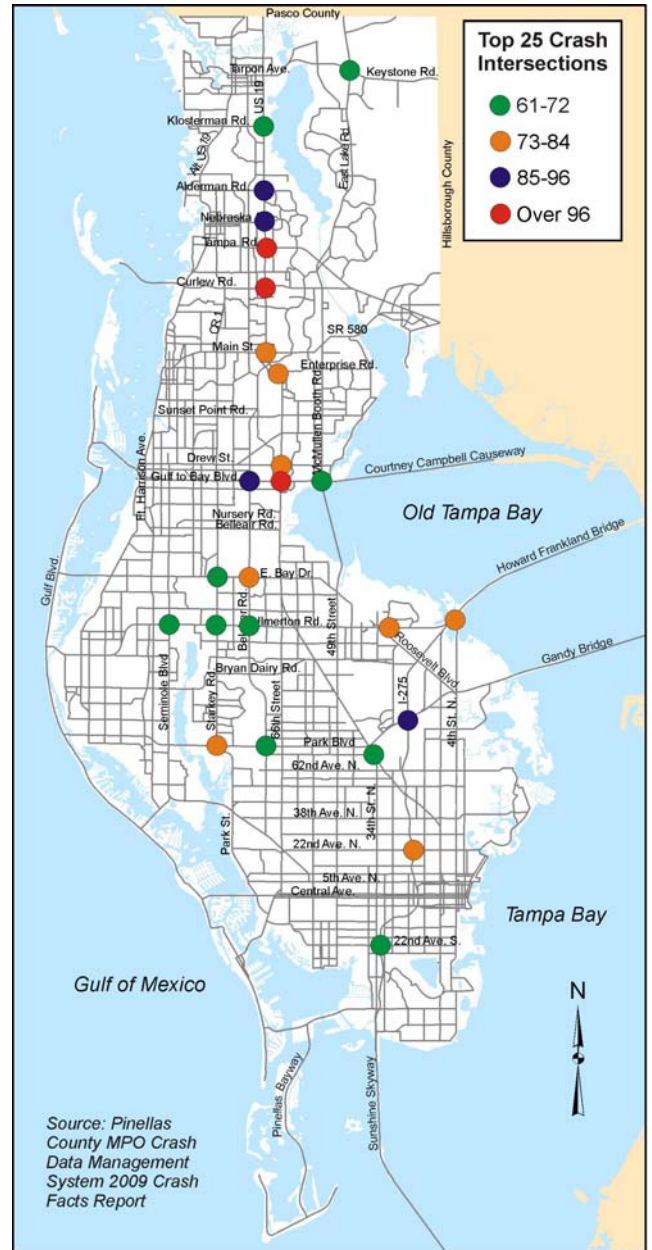 Pasco County
Top 25 Crash
Intersections
61-72
73-84
85-96
Over 96
Tarpon Ave.
Keystone Rd.
US 19
Klosterman Rd.
Alt. US 19
East Lake Rd.
Hillsborough County
Alderman Rd.
Nebraska
Tampa Rd.
Curlew Rd.
CR 1
SR 580
Main St.
Enterprise Rd.
McMullen Booth Rd.
Sunset Point Rd.
Ft. Harrison Ave.
Drew St.
Gulf to Bay Blvd.
Courtney Campbell Causeway
Nursery Rd.
Belleair Rd.
Old Tampa Bay
Howard Frankland Bridge
Gulf Blvd.
E. Bay Dr.
Ulmerton Rd.
49th Street
Roosevelt Blvd
Gandy Bridge
Seminole Blvd
Starkey Rd.
Bryan Dairy Rd.
66th Street
I-275
4th St. N.
Park Blvd
62nd Ave. N.
34th St. N.
38th Ave. N.
Park St.
22nd Ave. N.
5th Ave. N.
Central Ave.
Tampa Bay
22nd Ave. S.
Gulf of Mexico
N
Pinellas Bayway
Sunshine Skyway
Source: Pinellas
County MPO Crash
Data Management
System 2009 Crash
Facts Report